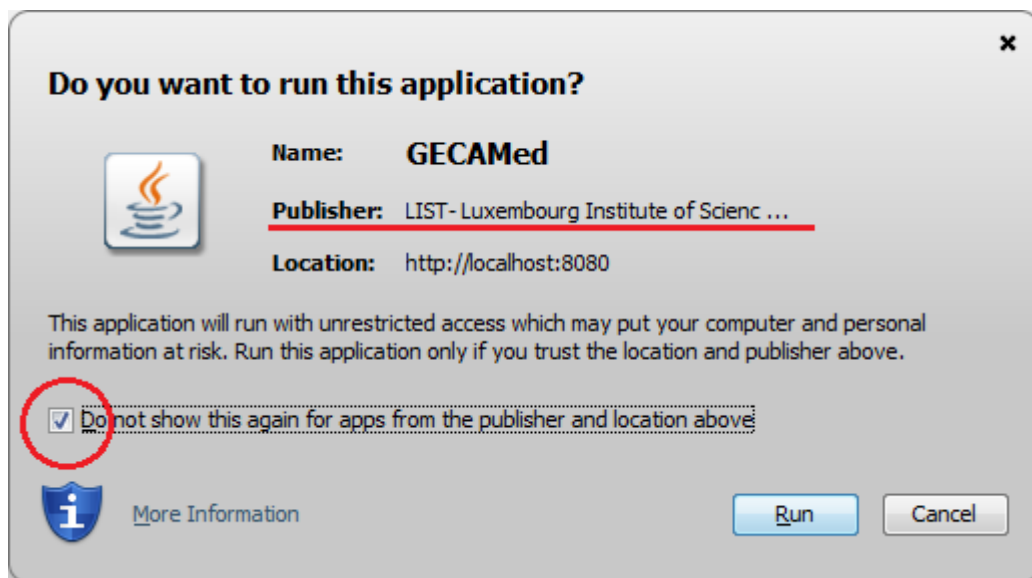 Do you want to run this application?
Name: GECAMed
Publisher: LIST-Luxembourg Institute of Scienc ...
Location: http://localhost:8080
This application will run with unrestricted access which may put your computer and personal
information at risk. Run this application only if you trust the location and publisher above.
Do not show this again for apps from the publisher and location above
More Information
Run
Cancel